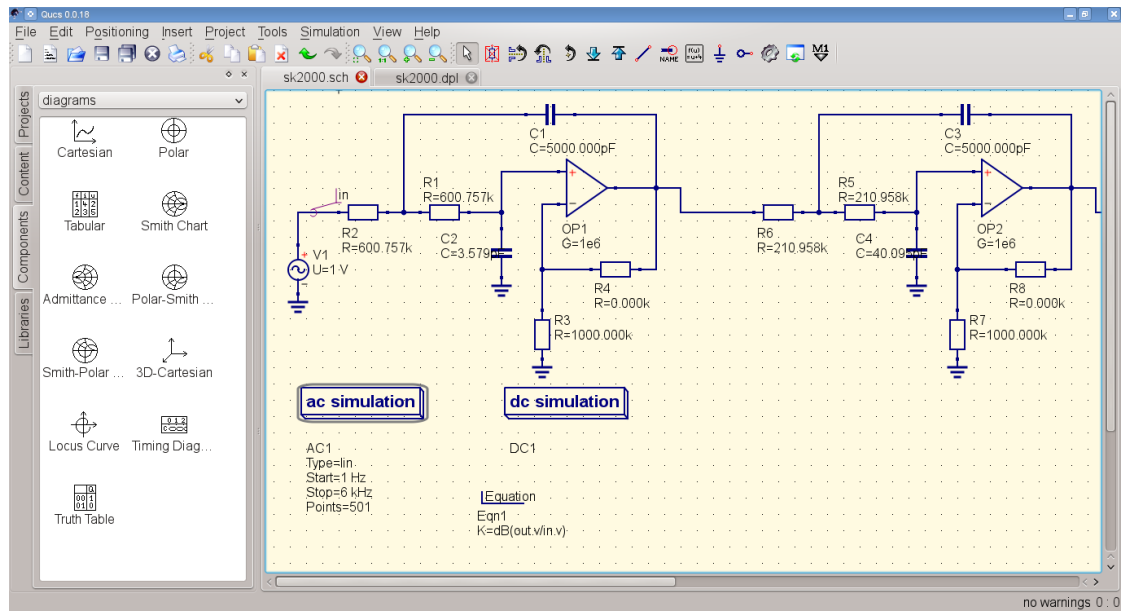 Qucs 0.0.18
File Edit Positioning Insert Project Tools Simulation View Help
NAME
M1
sk2000.sch
sk2000.dpl
Projects
Content
Components
Libraries
diagrams
Cartesian
Polar
Tabular
Smith Chart
Admittance ...
Polar-Smith ...
Smith-Polar ...
3D-Cartesian
Locus Curve
Timing Diag...
Truth Table
in
V1
U=1 V
R2
R=600.757k
R1
R=600.757k
C1
C=5000.000pF
C2
OP1
G=1e6
R4
R=0.000k
R3
R=1000.000k
R6
R=210.958k
R5
R=210.958k
C3
C=5000.000pF
C4
OP2
G=1e6
R8
R=0.000k
R7
R=1000.000k
ac simulation
dc simulation
AC1
Type=lin
Start=1 Hz
Stop=6 kHz
Points=501
DC1
Equation
Eqn1
K=dB(out.v/in.v)
no warnings 0 : 0